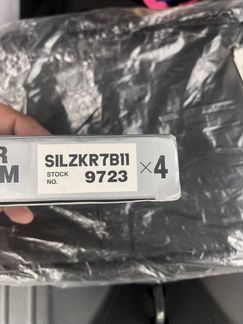 R
M
SILZKR7B11
STOCK
NO. 9723
×4